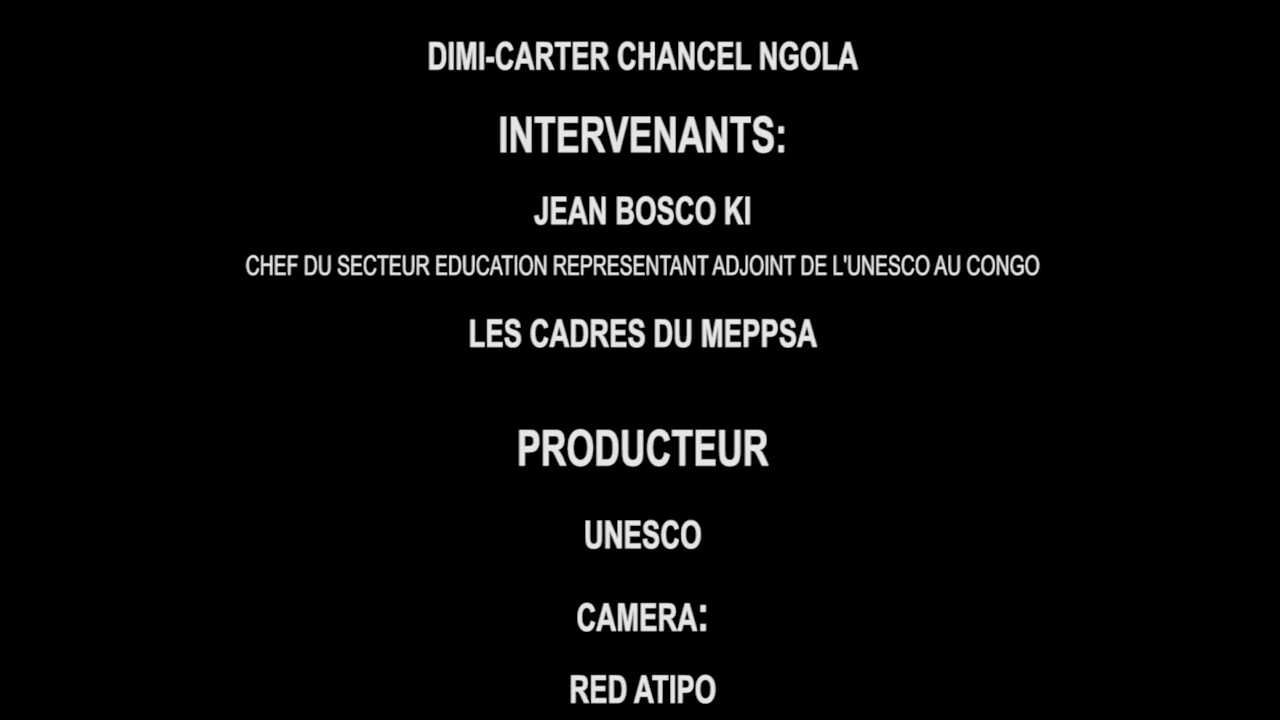 DIMI-CARTER CHANCEL NGOLA
INTERVENANTS:
JEAN BOSCO KI
CHEF DU SECTEUR EDUCATION REPRESENTANT ADJOINT DE L'UNESCO AU CONGO
LES CADRES DU MEPPSA
PRODUCTEUR
UNESCO
CAMERA:
RED ATIPO